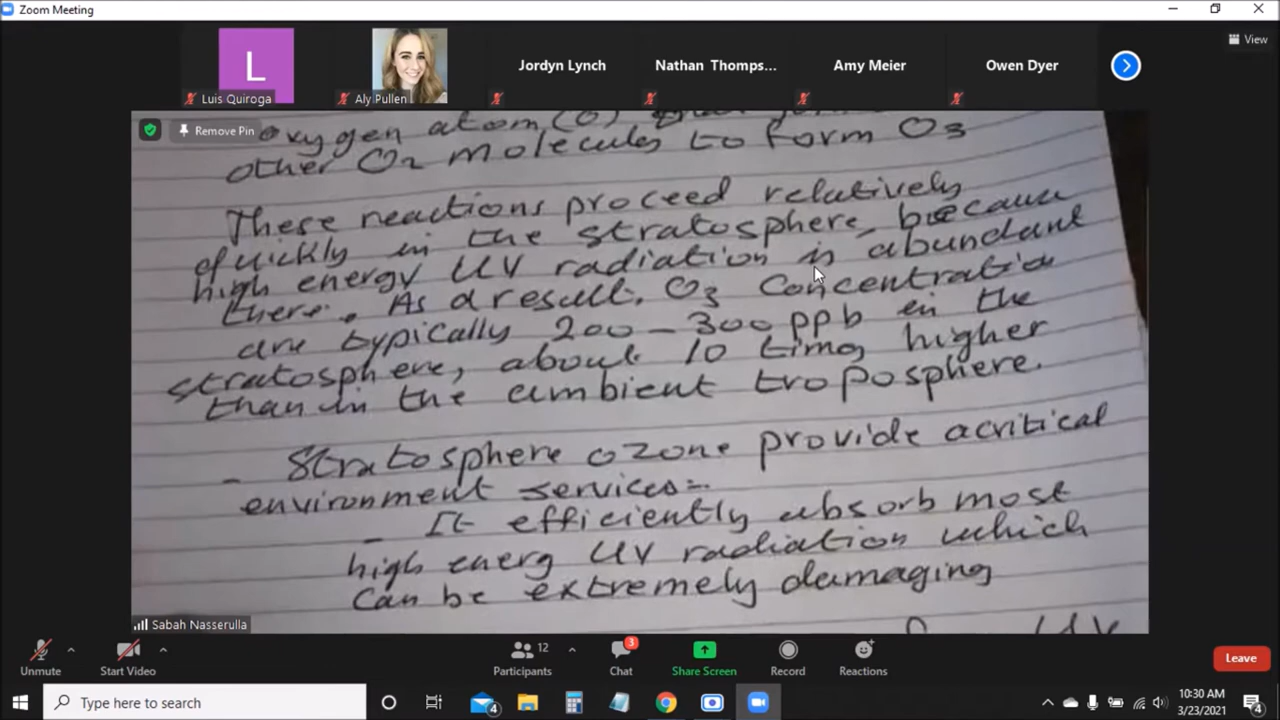 Zoom Meeting
View
L
Luis Quiroga
Aly Pullen
Jordyn Lynch
Nathan Thomps...
Amy Meier
Owen Dyer
Remove Pin
oxygen atom (O)
other O2 molecules to form O3
These reactions proceed relatively
quickly in the stratosphere, because
high energy UV radiation is abundant
there. As a result. O3 Concentration
are typically 200 - 300 ppb in the
stratosphere, about 10 times higher
than in the ambient troposphere.
- Stratosphere ozone provide a critical
environment services:-
- It efficiently absorb most
high energ UV radiation which
can be extremely damaging
UV
Sabah Nasserulla
Unmute
Start Video
Participants
12
Chat
3
Share Screen
Record
Reactions
Leave
Type here to search
4
10:30 AM
3/23/2021
4